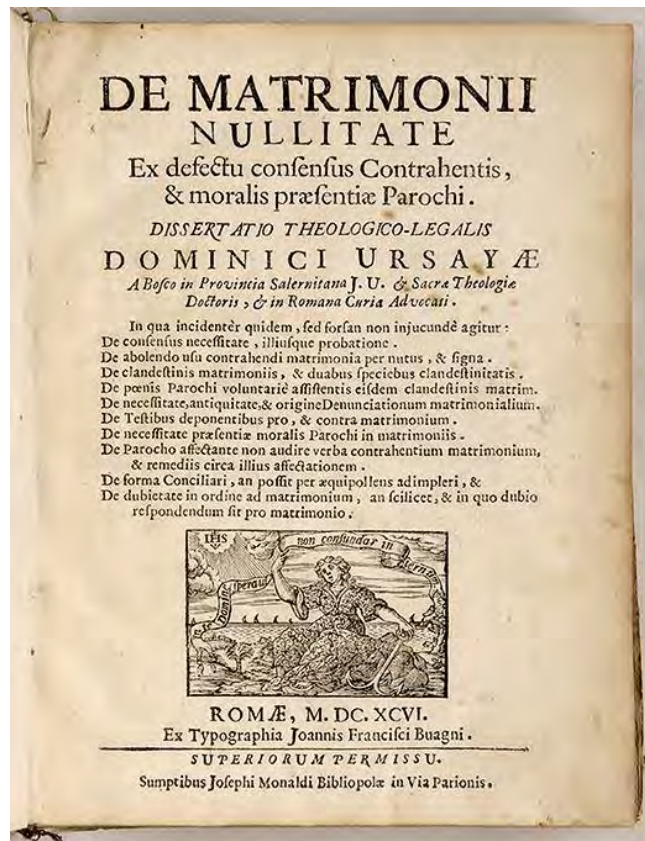 DE MATRIMONII
NULLITATE
Ex defectu conſenſus Contrahentis,
& moralis præſentiæ Parochi.
DISSERTATIO THEOLOGICO-LEGALIS
DOMINICI URSAYÆ
A Boſco in Provincia Salernitana J. U. & Sacræ Theologiæ
Doctoris, & in Romana Curia Advocati.
In qua incidentèr quidem, ſed forſan non injucundè agitur:
De conſenſus neceſſitate, illiuſque probatione.
De abolendo uſu contrahendi matrimonia per nutus, & ſigna.
De clandeſtinis matrimoniis, & duabus ſpeciebus clandeſtinitatis.
De pœnis Parochi voluntariè aſſiſtentis eiſdem clandeſtinis matrim.
De neceſſitate, antiquitate, & origine Denunciationum matrimonialium.
De Teſtibus deponentibus pro, & contra matrimonium.
De neceſſitate præſentiæ moralis Parochi in matrimoniis.
De Parocho affectante non audire verba contrahentium matrimonium,
& remediis circa illius affectationem.
De forma Conciliari, an poſſit per æquipollens adimpleri, &
De dubietate in ordine ad matrimonium, an ſcilicet, & in quo dubio
reſpondendum ſit pro matrimonio.
IHS
in te Domine ſperavi non confundar in æternum
ROMÆ, M. DC. XCVI.
Ex Typographia Joannis Franciſci Buagni.
SUPERIORUM PERMISSU.
Sumptibus Joſephi Monaldi Bibliopolæ in Via Parionis.